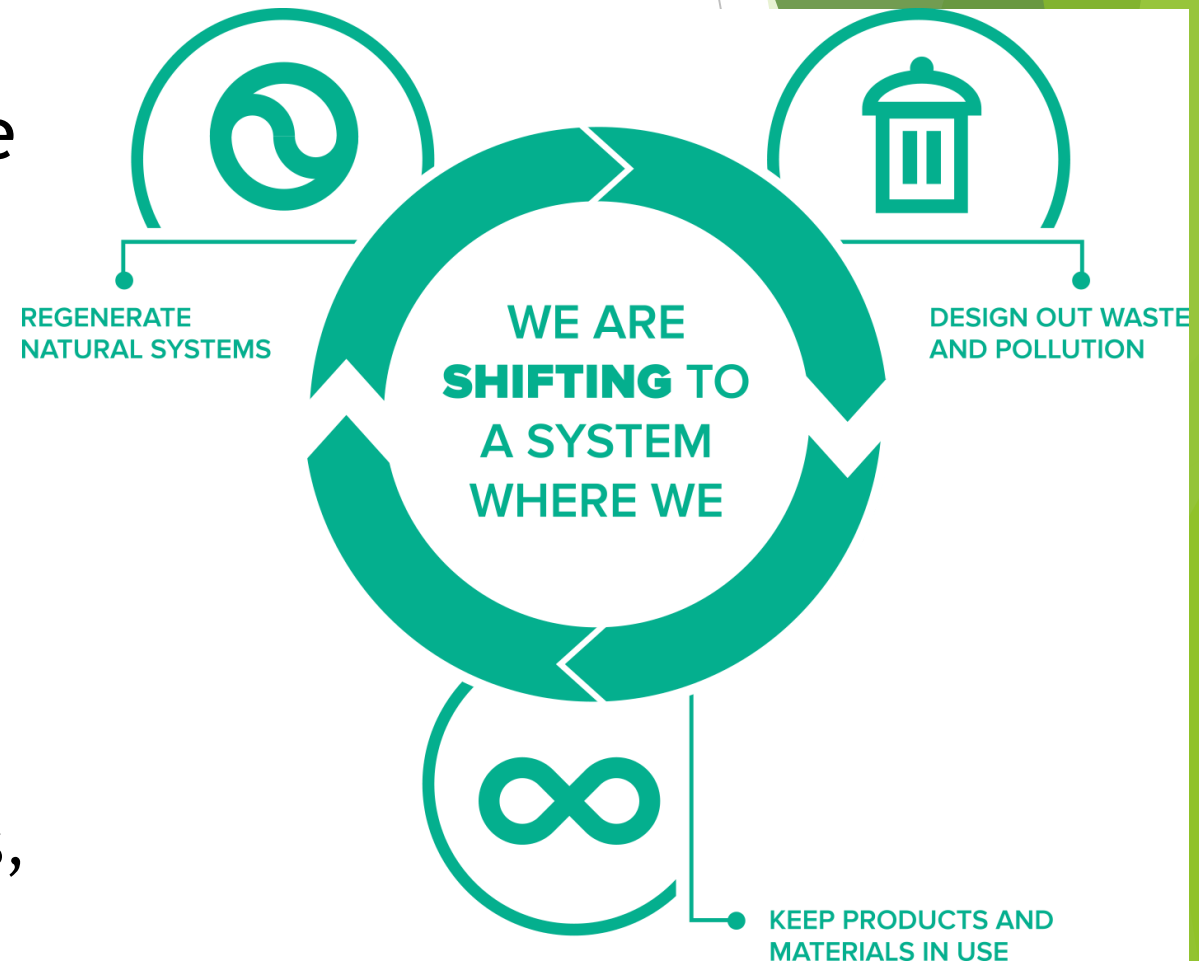 REGENERATE
NATURAL SYSTEMS
WE ARE
SHIFTING TO
A SYSTEM
WHERE WE
DESIGN OUT WASTE
AND POLLUTION
KEEP PRODUCTS AND
MATERIALS IN USE